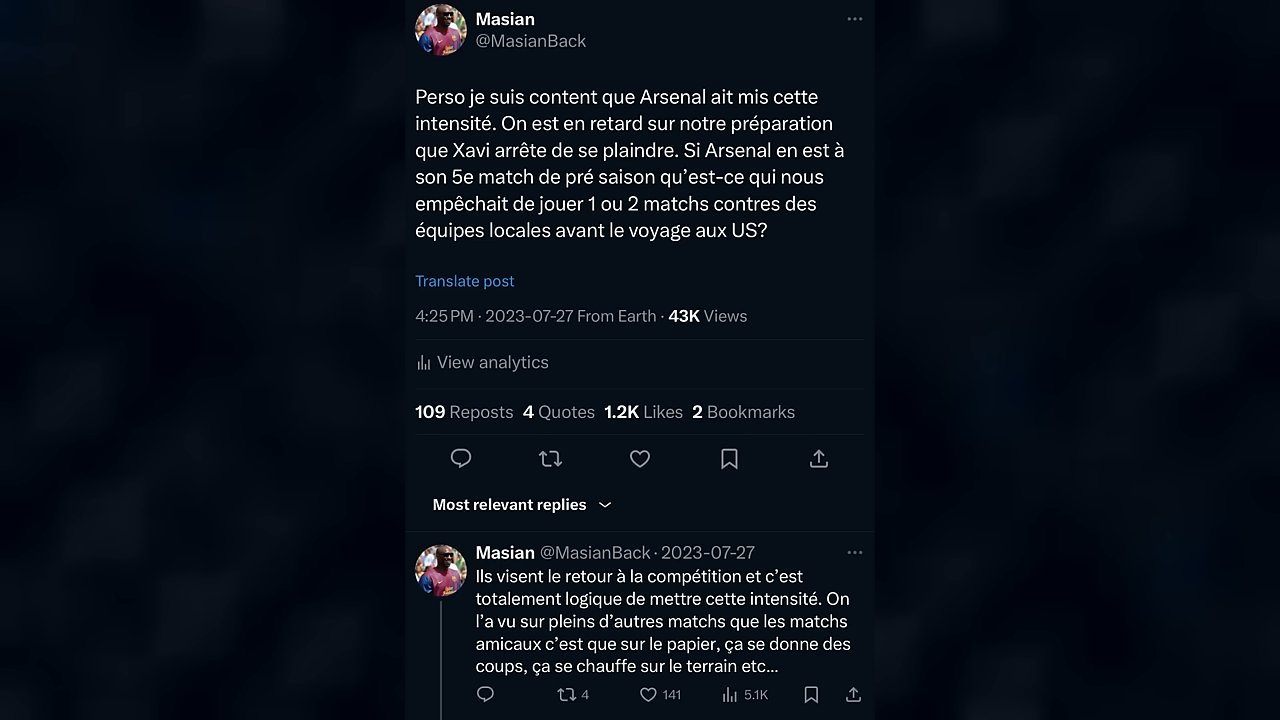 Masian
@MasianBack
Perso je suis content que Arsenal ait mis cette
intensité. On est en retard sur notre préparation
que Xavi arrête de se plaindre. Si Arsenal en est à
son 5e match de pré saison qu’est-ce qui nous
empêchait de jouer 1 ou 2 matchs contres des
équipes locales avant le voyage aux US?
Translate post
4:25 PM · 2023-07-27 From Earth · 43K Views
View analytics
109 Reposts 4 Quotes 1.2K Likes 2 Bookmarks
Most relevant replies
Masian @MasianBack · 2023-07-27
Ils visent le retour à la compétition et c’est
totalement logique de mettre cette intensité. On
l’a vu sur pleins d’autres matchs que les matchs
amicaux c’est que sur le papier, ça se donne des
coups, ça se chauffe sur le terrain etc…
4 141 5.1K